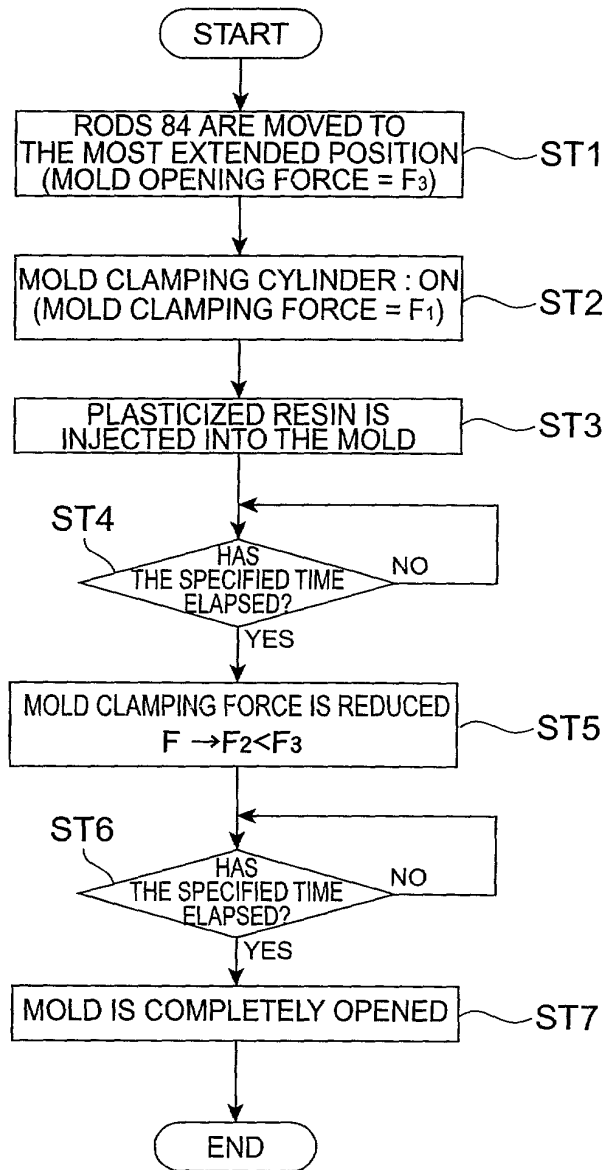 START
RODS 84 ARE MOVED TO
THE MOST EXTENDED POSITION
(MOLD OPENING FORCE = F₃)
ST1
MOLD CLAMPING CYLINDER : ON
(MOLD CLAMPING FORCE = F₁)
ST2
PLASTICIZED RESIN IS
INJECTED INTO THE MOLD
ST3
ST4
HAS
THE SPECIFIED TIME
ELAPSED?
NO
YES
MOLD CLAMPING FORCE IS REDUCED
F →F₂<F₃
ST5
ST6
HAS
THE SPECIFIED TIME
ELAPSED?
NO
YES
MOLD IS COMPLETELY OPENED
ST7
END